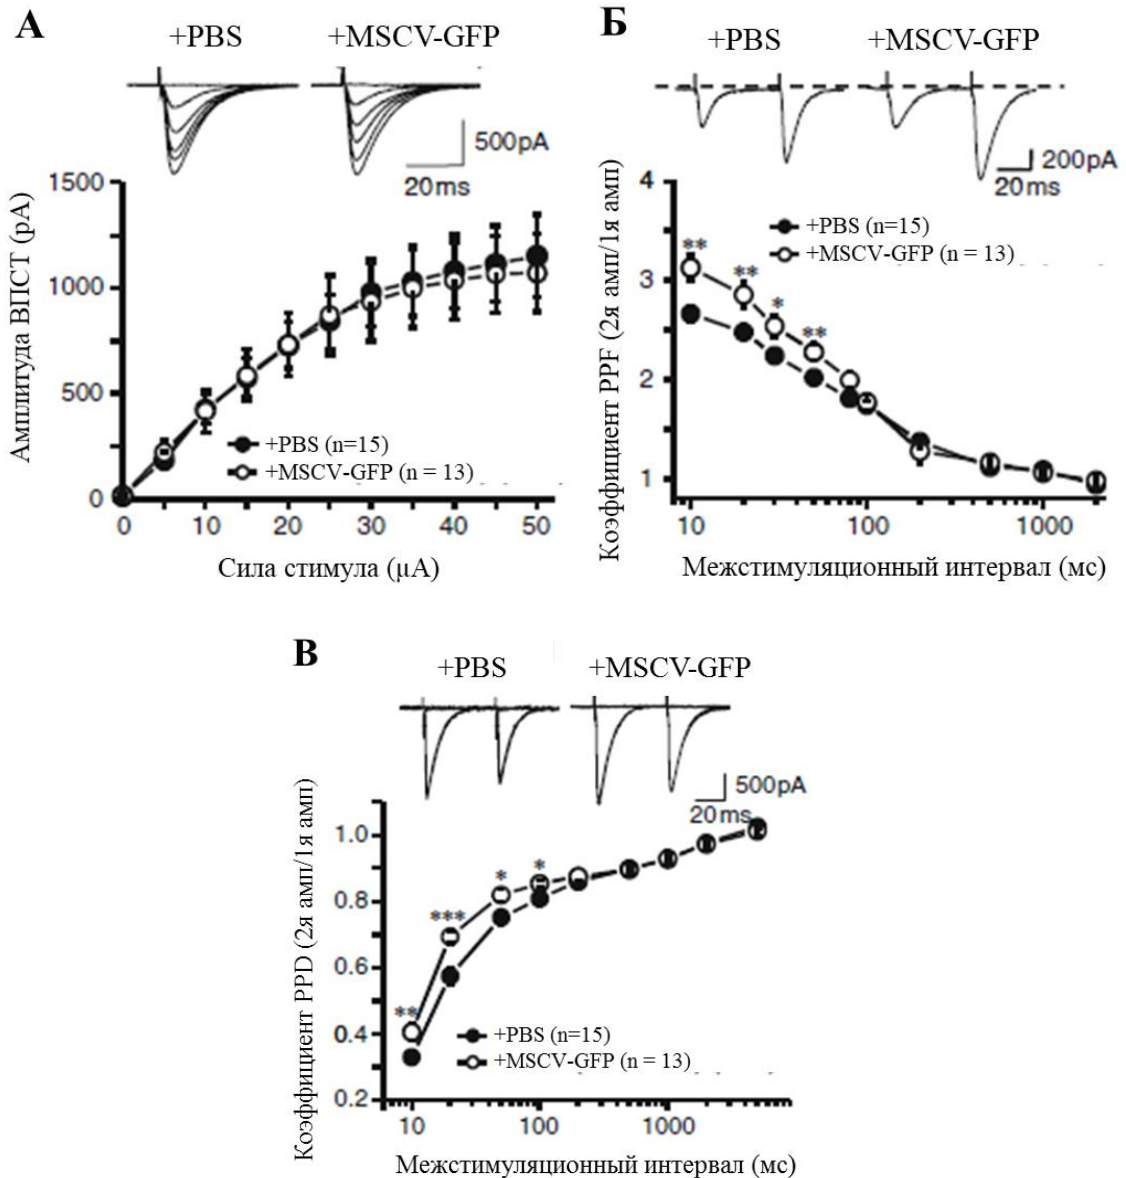 А
+PBS
+MSCV-GFP
500pA
20ms
Амплитуда ВПСТ (pA)
1500
1000
500
0
+PBS (n=15)
+MSCV-GFP (n = 13)
0 10 20 30 40 50
Сила стимула (µA)
Б
+PBS
+MSCV-GFP
200pA
20ms
Коэффициент PPF (2я амп/1я амп)
4
3
2
1
+PBS (n=15)
+MSCV-GFP (n = 13)
**
**
*
**
10 100 1000
Межстимуляционный интервал (мс)
В
+PBS
+MSCV-GFP
500pA
20ms
Коэффициент PPD (2я амп/1я амп)
1.0
0.8
0.6
0.4
0.2
**
***
*
*
+PBS (n=15)
+MSCV-GFP (n = 13)
10 100 1000
Межстимуляционный интервал (мс)